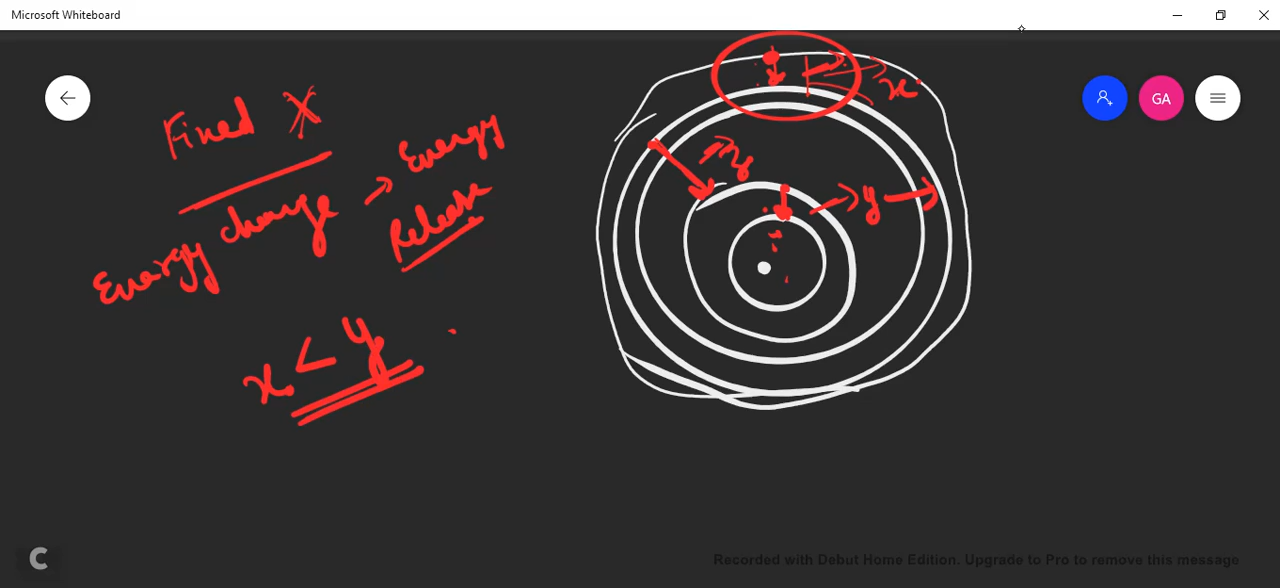 Microsoft Whiteboard
Fixed X
Energy change → Energy
Release
x < y
→ x
→ y
→ y →
GA
C
Recorded with Debut Home Edition. Upgrade to Pro to remove this message